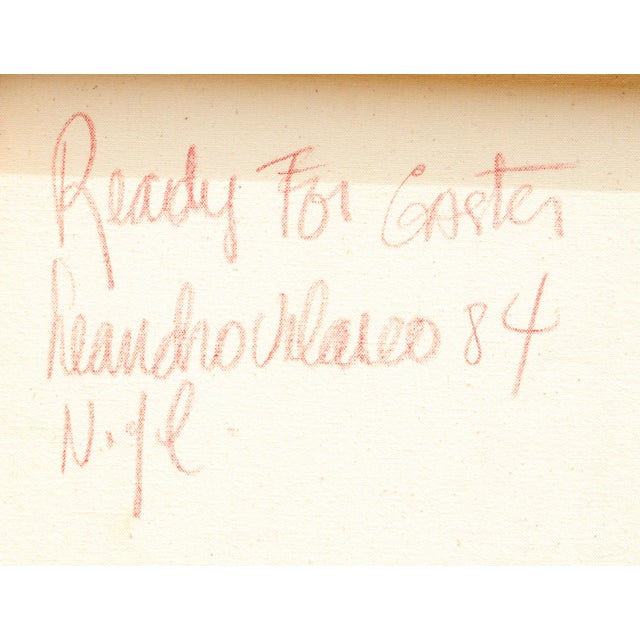 Ready For Easter
Leandro Velasco 84
N.Y.C